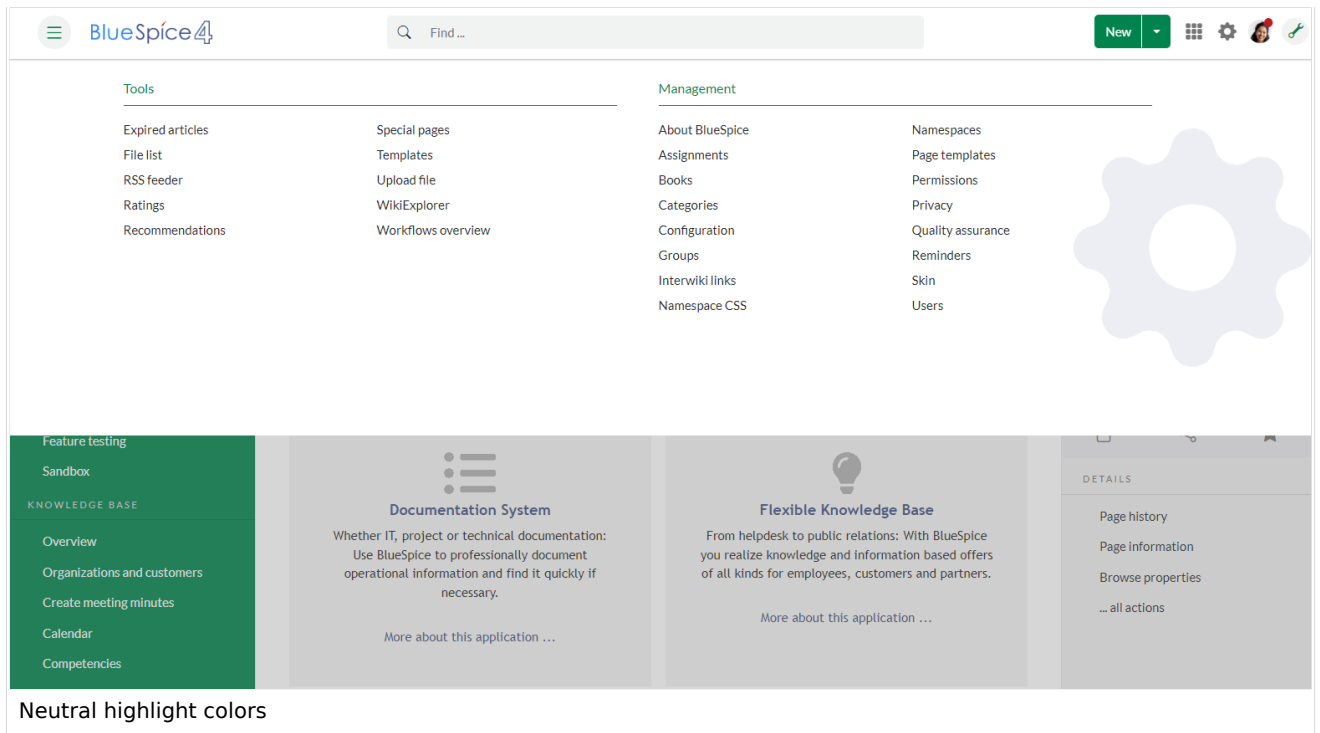 BlueSpice 4
Find ...
New
Tools
Expired articles
File list
RSS feeder
Ratings
Recommendations
Special pages
Templates
Upload file
WikiExplorer
Workflows overview
Management
About BlueSpice
Assignments
Books
Categories
Configuration
Groups
Interwiki links
Namespace CSS
Namespaces
Page templates
Permissions
Privacy
Quality assurance
Reminders
Skin
Users
Feature testing
Sandbox
KNOWLEDGE BASE
Overview
Organizations and customers
Create meeting minutes
Calendar
Competencies
Documentation System
Whether IT, project or technical documentation:
Use BlueSpice to professionally document
operational information and find it quickly if
necessary.
More about this application ...
Flexible Knowledge Base
From helpdesk to public relations: With BlueSpice
you realize knowledge and information based offers
of all kinds for employees, customers and partners.
More about this application ...
DETAILS
Page history
Page information
Browse properties
... all actions
Neutral highlight colors